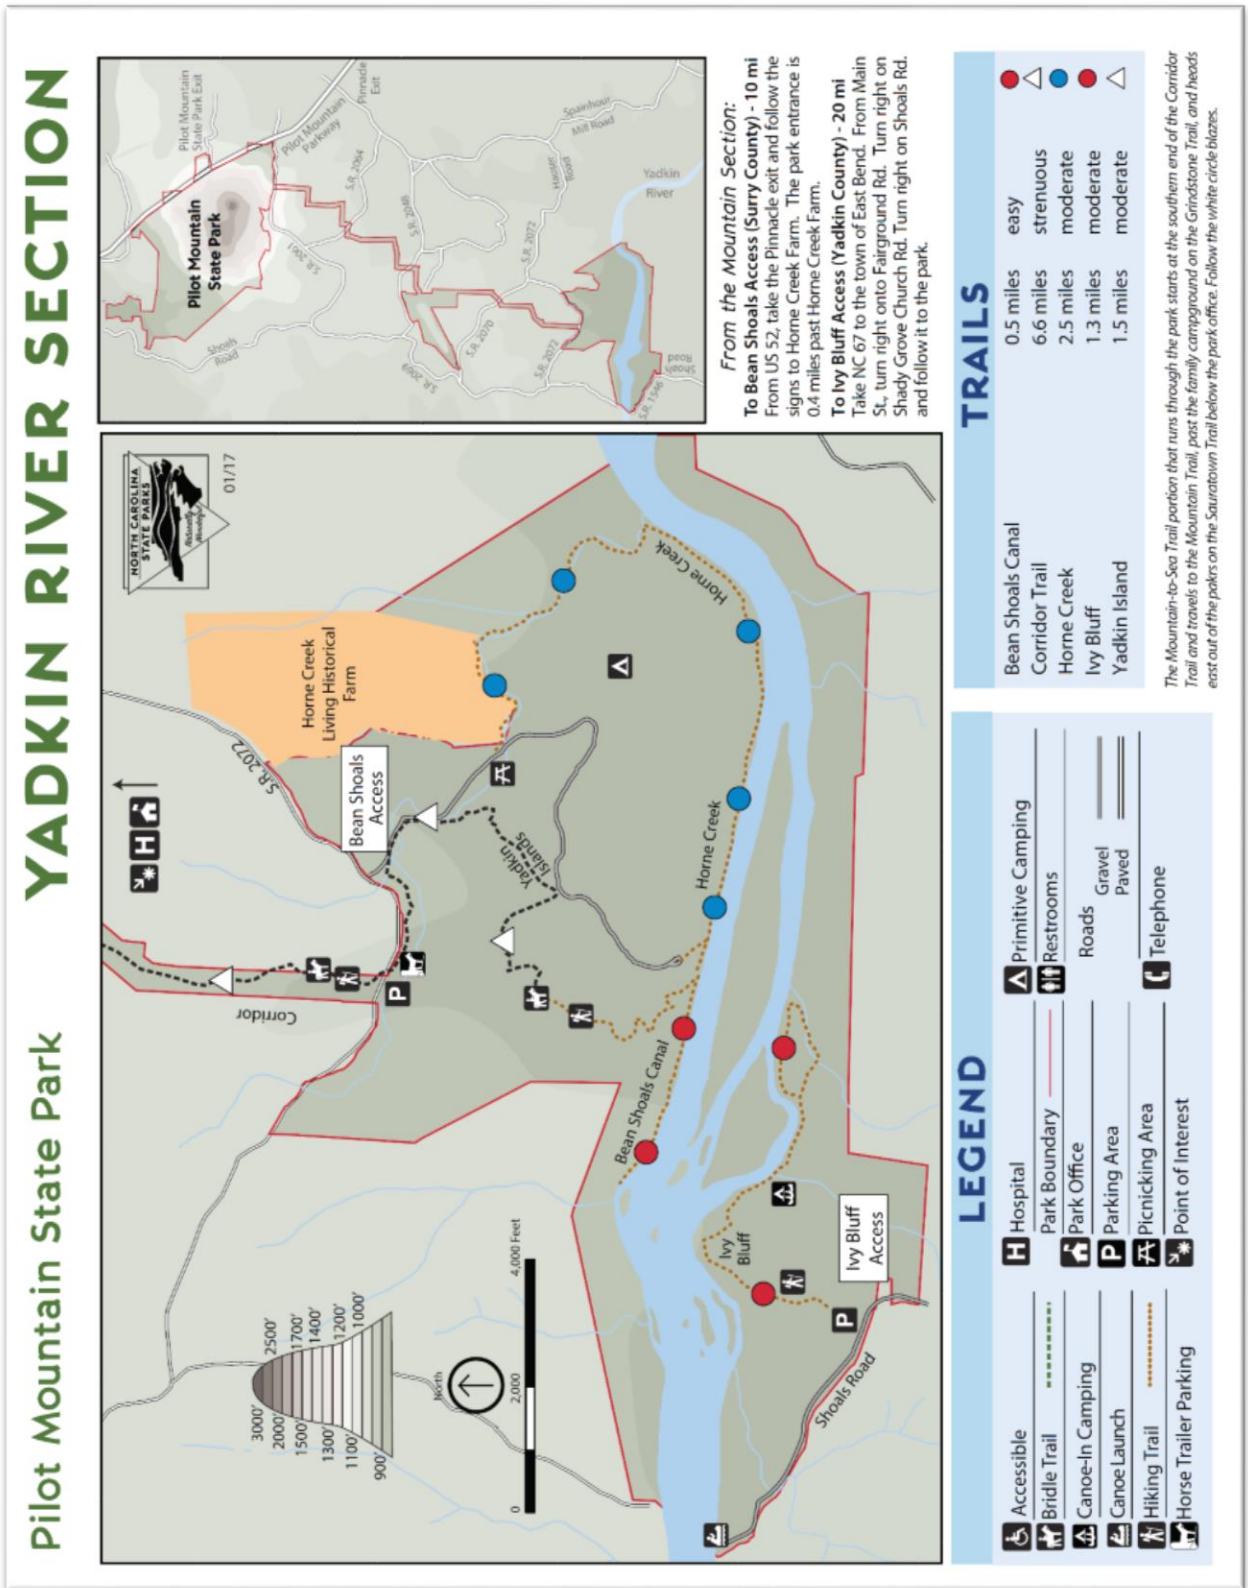 Pilot Mountain State Park
YADKIN RIVER SECTION
NORTH CAROLINA
STATE PARKS
Naturally Wonderful
01/17
Horne Creek
Living Historical
Farm
S.R. 2072
Bean Shoals
Access
H
Corridor
P
Yadkin
Islands
Horne Creek
Horne Creek
Bean Shoals Canal
Ivy
Bluff
Ivy Bluff
Access
P
Shoals Road
3000'
2500'
2000'
1700'
1500'
1400'
1300'
1200'
1100'
1000'
900'
North
0
2,000
4,000 Feet
Pilot Mountain
State Park Exit
Pinnacle
Exit
Pilot Mountain
Parkway
Pilot Mountain
State Park
S.R. 2064
S.R. 2061
S.R. 2048
Shoals
Road
Spainhour
Mill Road
Hauser
Road
S.R. 2072
Yadkin
River
S.R. 2070
S.R. 2069
S.R. 2072
S.R. 1546
Shoals
Road
From the Mountain Section:
To Bean Shoals Access (Surry County) - 10 mi
From US 52, take the Pinnacle exit and follow the
signs to Horne Creek Farm. The park entrance is
0.4 miles past Horne Creek Farm.
To Ivy Bluff Access (Yadkin County) - 20 mi
Take NC 67 to the town of East Bend. From Main
St., turn right onto Fairground Rd. Turn right on
Shady Grove Church Rd. Turn right on Shoals Rd.
and follow it to the park.
LEGEND
Accessible
Bridle Trail
Canoe-In Camping
Canoe Launch
Hiking Trail
Horse Trailer Parking
H Hospital
Park Boundary
Park Office
P Parking Area
Picnicking Area
Point of Interest
Primitive Camping
Restrooms
Roads
Gravel
Paved
Telephone
TRAILS
Bean Shoals Canal 0.5 miles easy
Corridor Trail 6.6 miles strenuous
Horne Creek 2.5 miles moderate
Ivy Bluff 1.3 miles moderate
Yadkin Island 1.5 miles moderate
The Mountain-to-Sea Trail portion that runs through the park starts at the southern end of the Corridor
Trail and travels to the Mountain Trail, past the family campground on the Grindstone Trail, and heads
east out of the pakrs on the Sauratown Trail below the park office. Follow the white circle blazes.